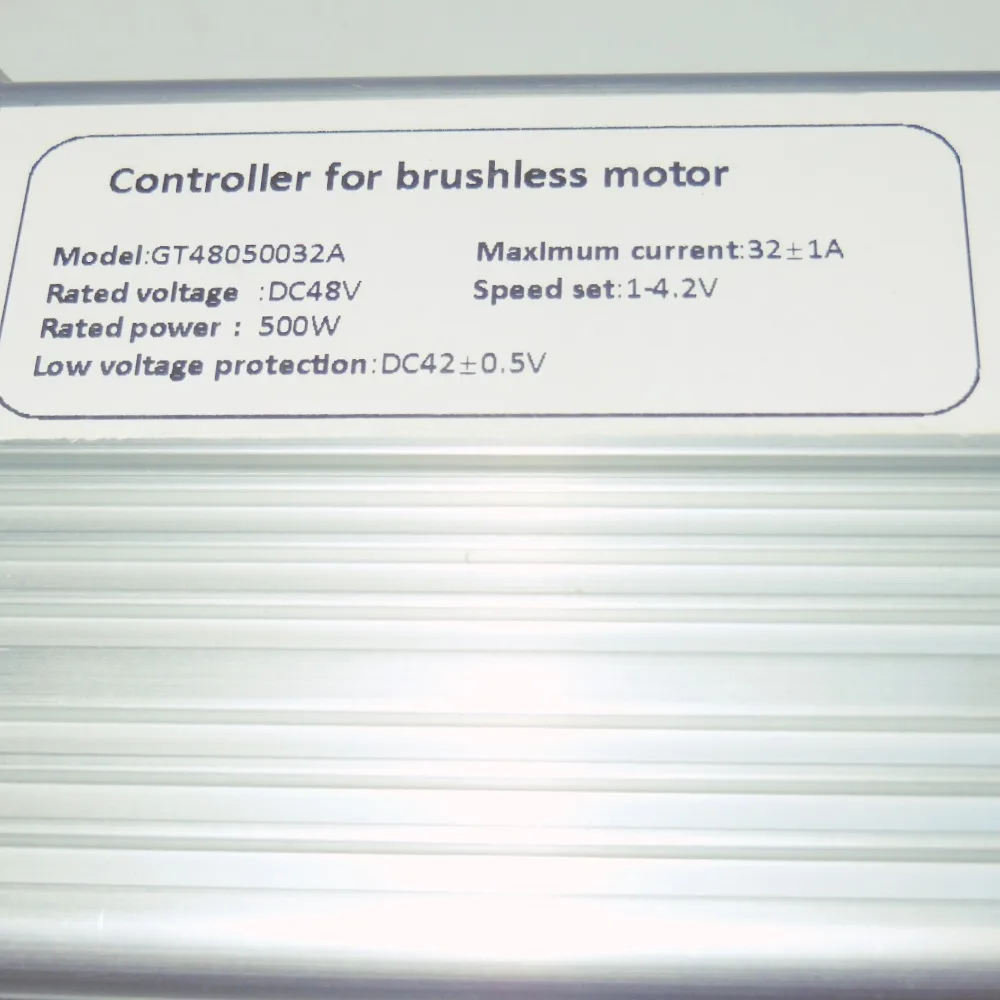 Controller for brushless motor
Model:GT48050032A
MaxImum current:32±1A
Rated voltage :DC48V
Speed set:1-4.2V
Rated power : 500W
Low voltage protection:DC42±0.5V